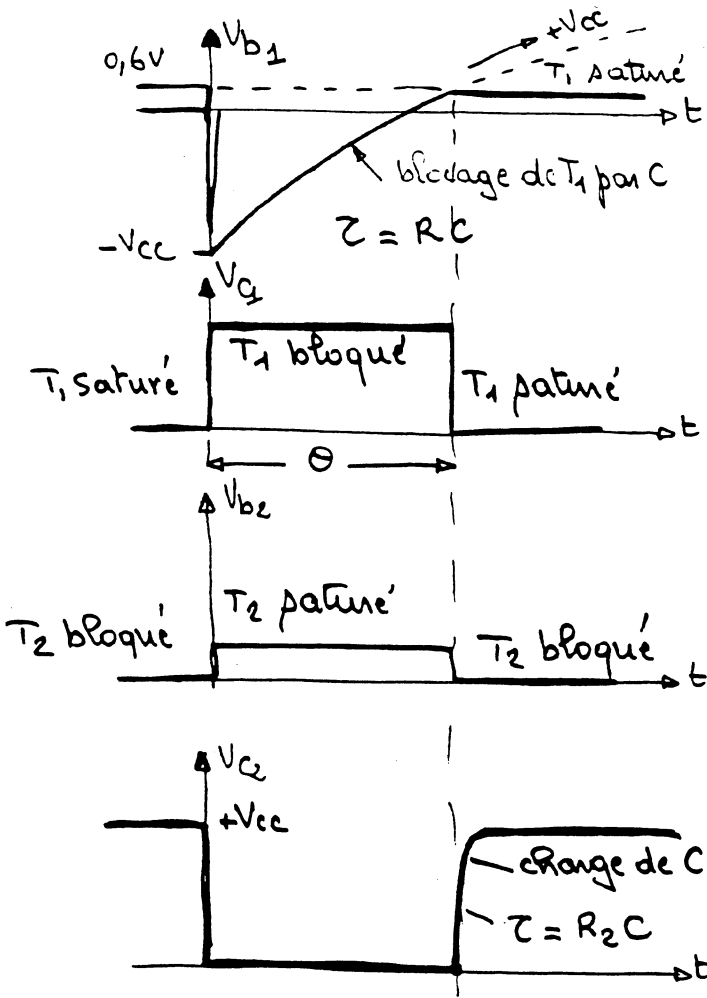 Vb1
0,6V
+Vcc
T1 saturé
t
blocage de T1 par C
τ = RC
-Vcc
Vc1
T1 bloqué
T1 saturé
T1 saturé
t
θ
Vb2
T2 saturé
T2 bloqué
T2 bloqué
t
Vc2
+Vcc
charge de C
τ = R2C
t